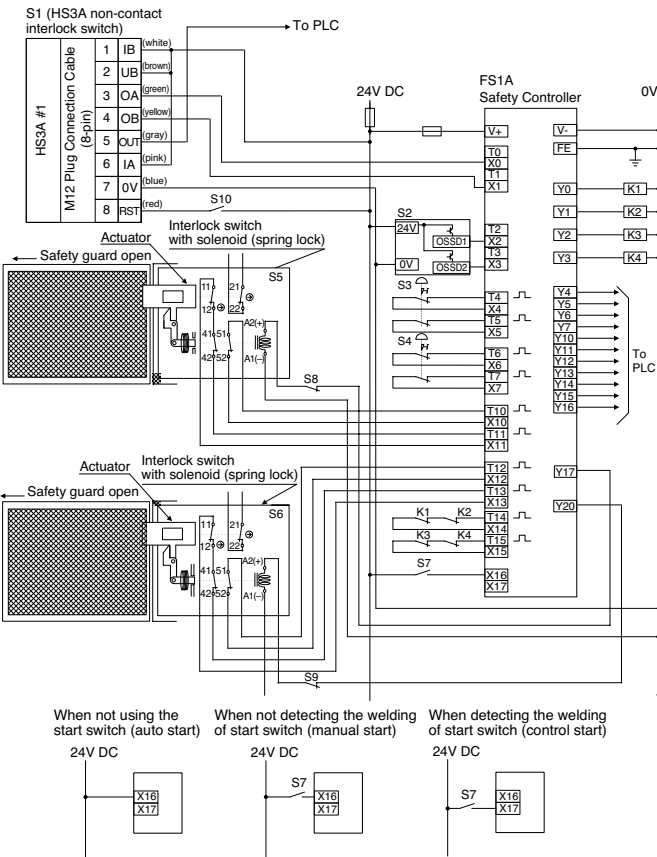 S1 (HS3A non-contact
interlock switch)
To PLC
HS3A #1
M12 Plug Connection Cable
(8-pin)
1 IB (white)
2 UB (brown)
3 OA (green)
4 OB (yellow)
5 OUT (gray)
6 IA (pink)
7 0V (blue)
8 RST (red)
S10
24V DC
FS1A
Safety Controller
0V
V+
V-
FE
T0
X0
T1
X1
Y0 K1
Y1 K2
Y2 K3
Y3 K4
S2
24V
OSSD1
0V
OSSD2
T2
X2
T3
X3
S3
T4
X4
T5
X5
S4
T6
X6
T7
X7
Y4
Y5
Y6
Y7
Y10
Y11
Y12
Y13
Y14
Y15
Y16
To
PLC
T10
X10
T11
X11
T12
X12
T13
X13
K1 K2
T14
X14
K3 K4
T15
X15
S7
X16
X17
Y17
Y20
Actuator
Interlock switch
with solenoid (spring lock)
Safety guard open
S5
11 21
12 22
41 51
42 52
A2(+)
A1(–)
S8
Actuator
Interlock switch
with solenoid (spring lock)
Safety guard open
S6
11 21
12 22
41 51
42 52
A2(+)
A1(–)
S9
When not using the
start switch (auto start)
24V DC
X16
X17
When not detecting the welding
of start switch (manual start)
24V DC
S7
X16
X17
When detecting the welding
of start switch (control start)
24V DC
S7
X16
X17